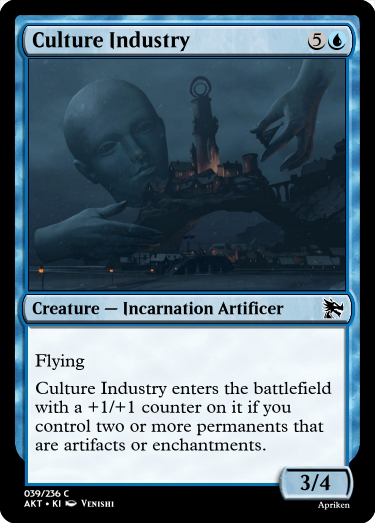 Culture Industry 5
Creature — Incarnation Artificer
Flying
Culture Industry enters the battlefield
with a +1/+1 counter on it if you
control two or more permanents that
are artifacts or enchantments.
3/4
039/236 C
AKT • KI Venishi
Apriken